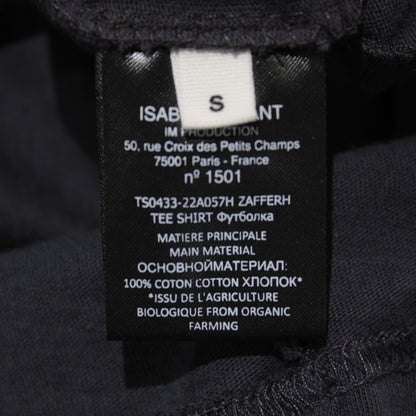 S
ISAB ANT
IM PRODUCTION
50, rue Croix des Petits Champs
75001 Paris - France
nº 1501
TS0433-22A057H ZAFFERH
TEE SHIRT Футболка
MATIERE PRINCIPALE
MAIN MATERIAL
ОСНОВНОЙМАТЕРИАЛ:
100% COTON COTTON ХЛОПОК*
*ISSU DE L'AGRICULTURE
BIOLOGIQUE FROM ORGANIC
FARMING